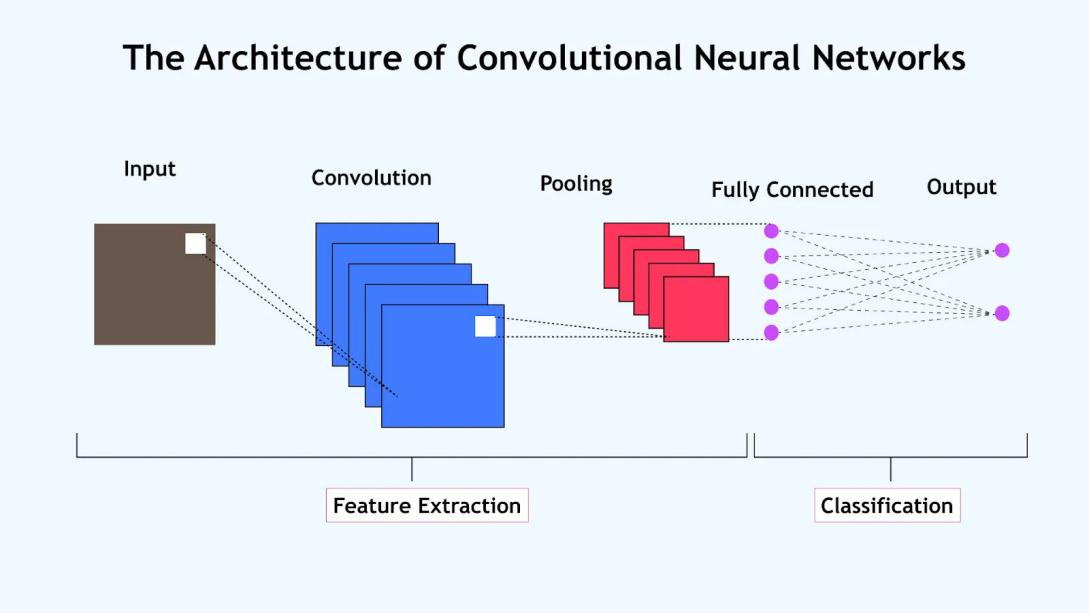 The Architecture of Convolutional Neural Networks
Input
Convolution
Pooling
Fully Connected
Output
Feature Extraction
Classification